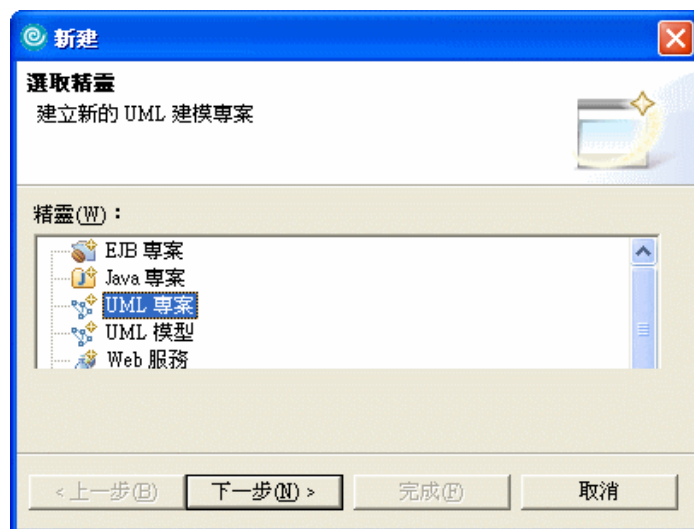 新建
選取精靈
建立新的 UML 建模專案
精靈(W)：
EJB 專案
Java 專案
UML 專案
UML 模型
Web 服務
< 上一步(B) 下一步(N) > 完成(F) 取消